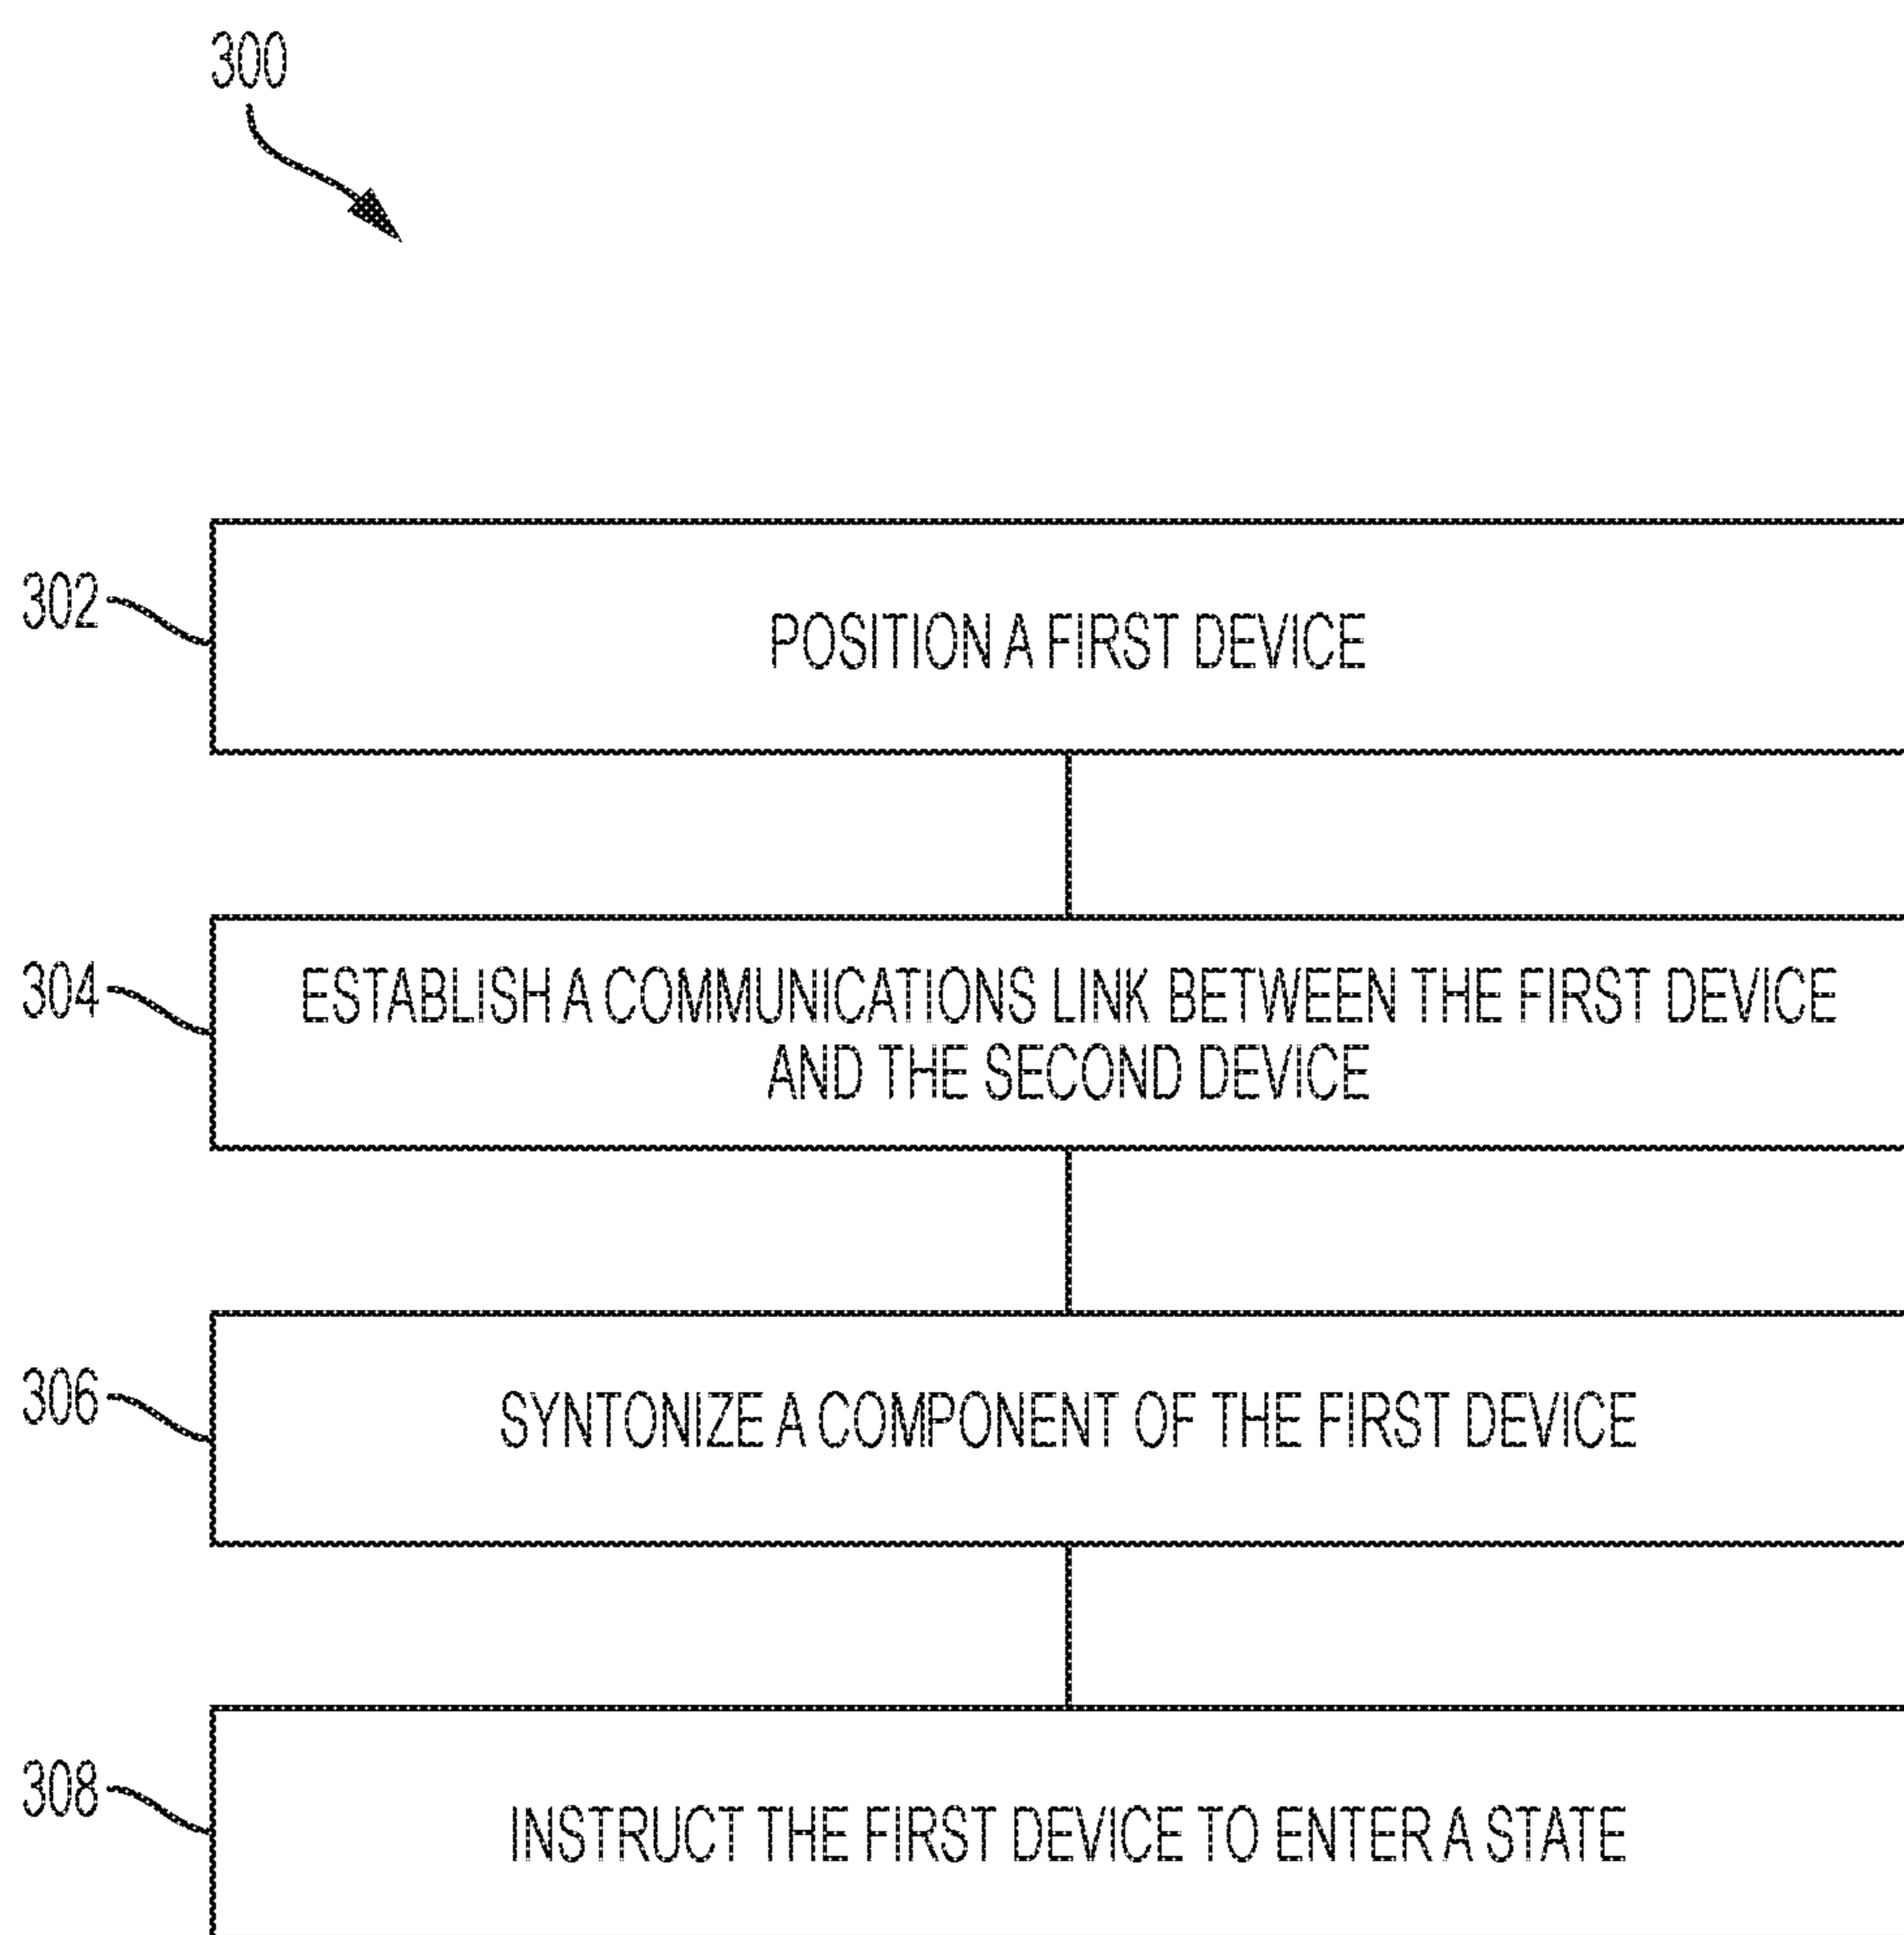 300
302
POSITION A FIRST DEVICE
304
ESTABLISH A COMMUNICATIONS LINK BETWEEN THE FIRST DEVICE
AND THE SECOND DEVICE
306
SYNTONIZE A COMPONENT OF THE FIRST DEVICE
308
INSTRUCT THE FIRST DEVICE TO ENTER A STATE